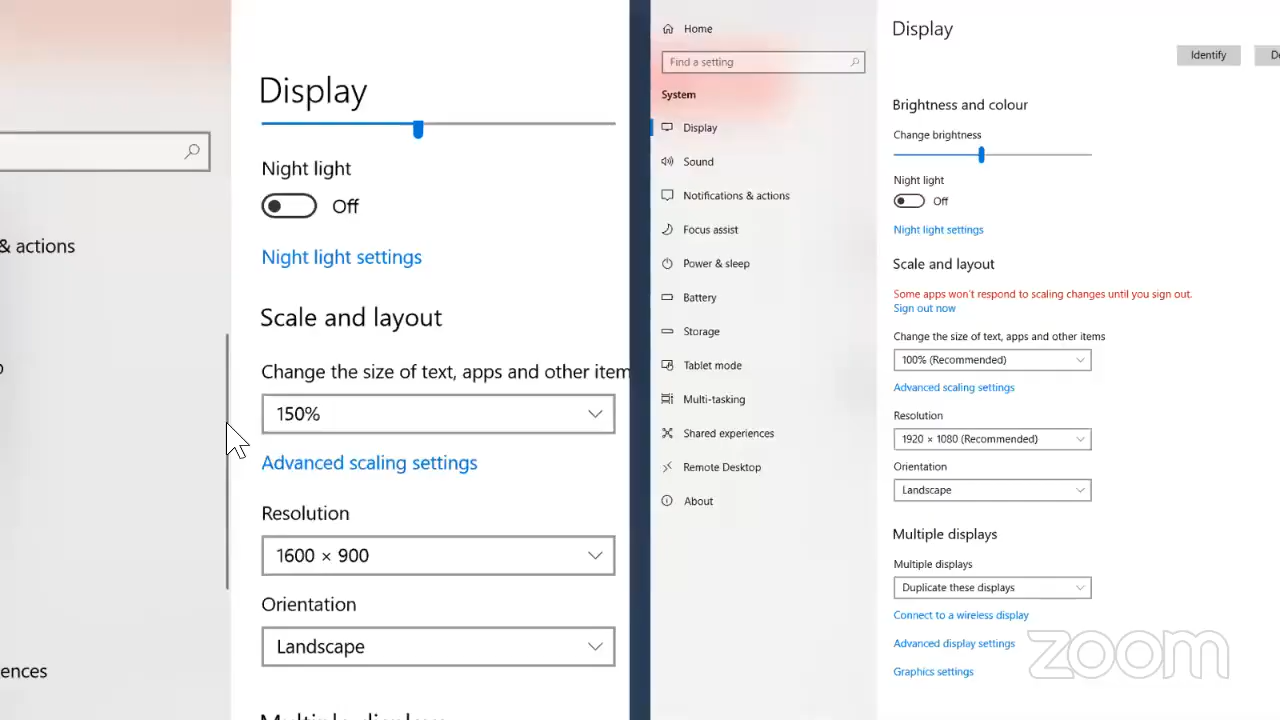 & actions
ences
Display
Night light
Off
Night light settings
Scale and layout
Change the size of text, apps and other item
150%
Advanced scaling settings
Resolution
1600 × 900
Orientation
Landscape
Home
Find a setting
System
Display
Sound
Notifications & actions
Focus assist
Power & sleep
Battery
Storage
Tablet mode
Multi-tasking
Shared experiences
Remote Desktop
About
Display
Identify
De
Brightness and colour
Change brightness
Night light
Off
Night light settings
Scale and layout
Some apps won't respond to scaling changes until you sign out.
Sign out now
Change the size of text, apps and other items
100% (Recommended)
Advanced scaling settings
Resolution
1920 × 1080 (Recommended)
Orientation
Landscape
Multiple displays
Multiple displays
Duplicate these displays
Connect to a wireless display
Advanced display settings
Graphics settings
zoom